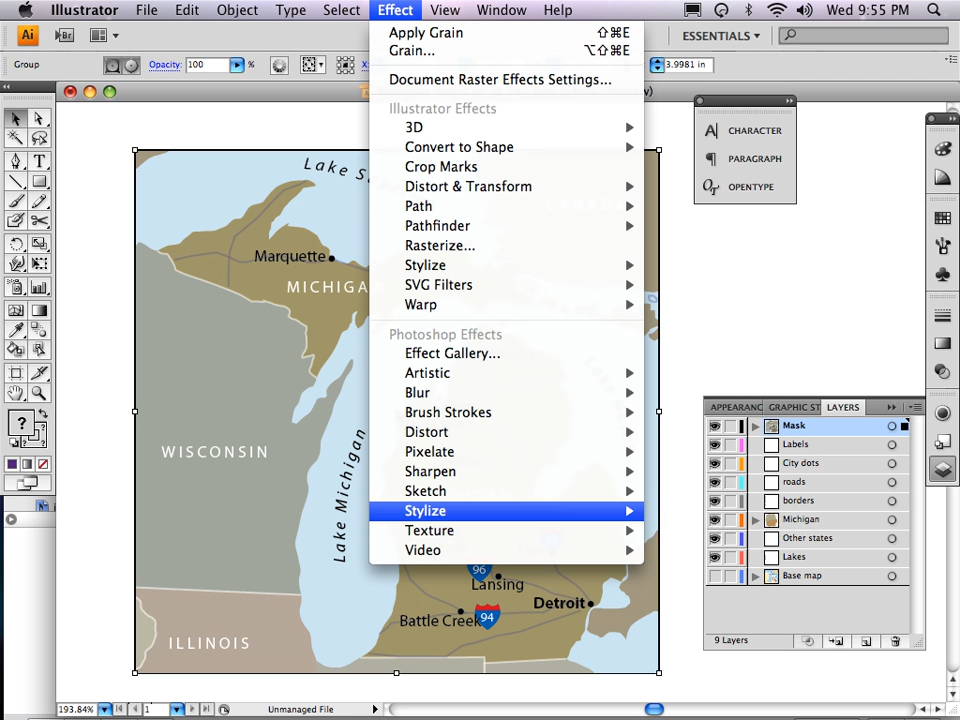 Illustrator File Edit Object Type Select Effect View Window Help Wed 9:55 PM
Ai Br ESSENTIALS
Group Opacity: 100 % 3.9981 in
Apply Grain ⇧⌘E
Grain... ⌥⇧⌘E
Document Raster Effects Settings...
Illustrator Effects
3D
Convert to Shape
Crop Marks
Distort & Transform
Path
Pathfinder
Rasterize...
Stylize
SVG Filters
Warp
Photoshop Effects
Effect Gallery...
Artistic
Blur
Brush Strokes
Distort
Pixelate
Sharpen
Sketch
Stylize
Texture
Video
Lake S
Marquette
MICHIGA
WISCONSIN
Lake Michigan
96
Lansing
Detroit
Battle Creek
94
ILLINOIS
CHARACTER
PARAGRAPH
OPENTYPE
APPEARANC GRAPHIC ST LAYERS
Mask
Labels
City dots
roads
borders
Michigan
Other states
Lakes
Base map
9 Layers
193.84% 1 Unmanaged File